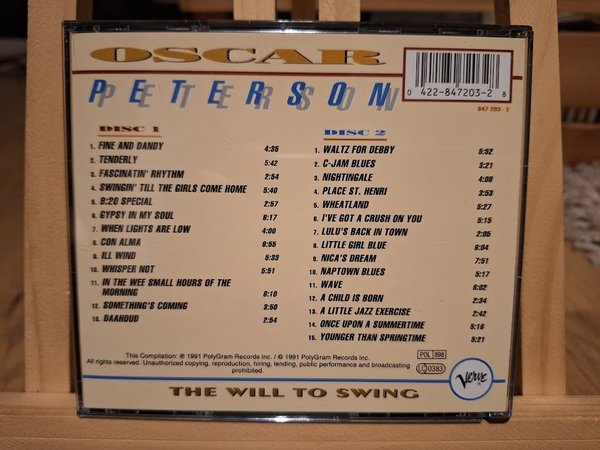 OSCAR
PETERSON
0 422-847203-2 8
847 203 - 2
DISC 1
1. FINE AND DANDY 4:35
2. TENDERLY 5:42
3. FASCINATIN' RHYTHM 2:54
4. SWINGIN' TILL THE GIRLS COME HOME 5:40
5. 9:20 SPECIAL 2:57
6. GYPSY IN MY SOUL 6:17
7. WHEN LIGHTS ARE LOW 4:00
8. CON ALMA 6:55
9. ILL WIND 5:33
10. WHISPER NOT 5:51
11. IN THE WEE SMALL HOURS OF THE
MORNING 8:10
12. SOMETHING'S COMING 3:50
13. DAAHOUD 2:54
DISC 2
1. WALTZ FOR DEBBY 5:52
2. C-JAM BLUES 3:21
3. NIGHTINGALE 4:08
4. PLACE ST. HENRI 3:53
5. WHEATLAND 5:27
6. I'VE GOT A CRUSH ON YOU 5:15
7. LULU'S BACK IN TOWN 2:05
8. LITTLE GIRL BLUE 6:04
9. NICA'S DREAM 7:51
10. NAPTOWN BLUES 5:17
11. WAVE 6:02
12. A CHILD IS BORN 2:34
13. A LITTLE JAZZ EXERCISE 2:42
14. ONCE UPON A SUMMERTIME 5:16
15. YOUNGER THAN SPRINGTIME 5:21
This Compilation: ℗ 1991 PolyGram Records Inc. / © 1991 PolyGram Records Inc.
All rights reserved. Unauthorized copying, reproduction, hiring, lending, public performance and broadcasting
prohibited.
POL 898
LC 0383
Verve
THE WILL TO SWING